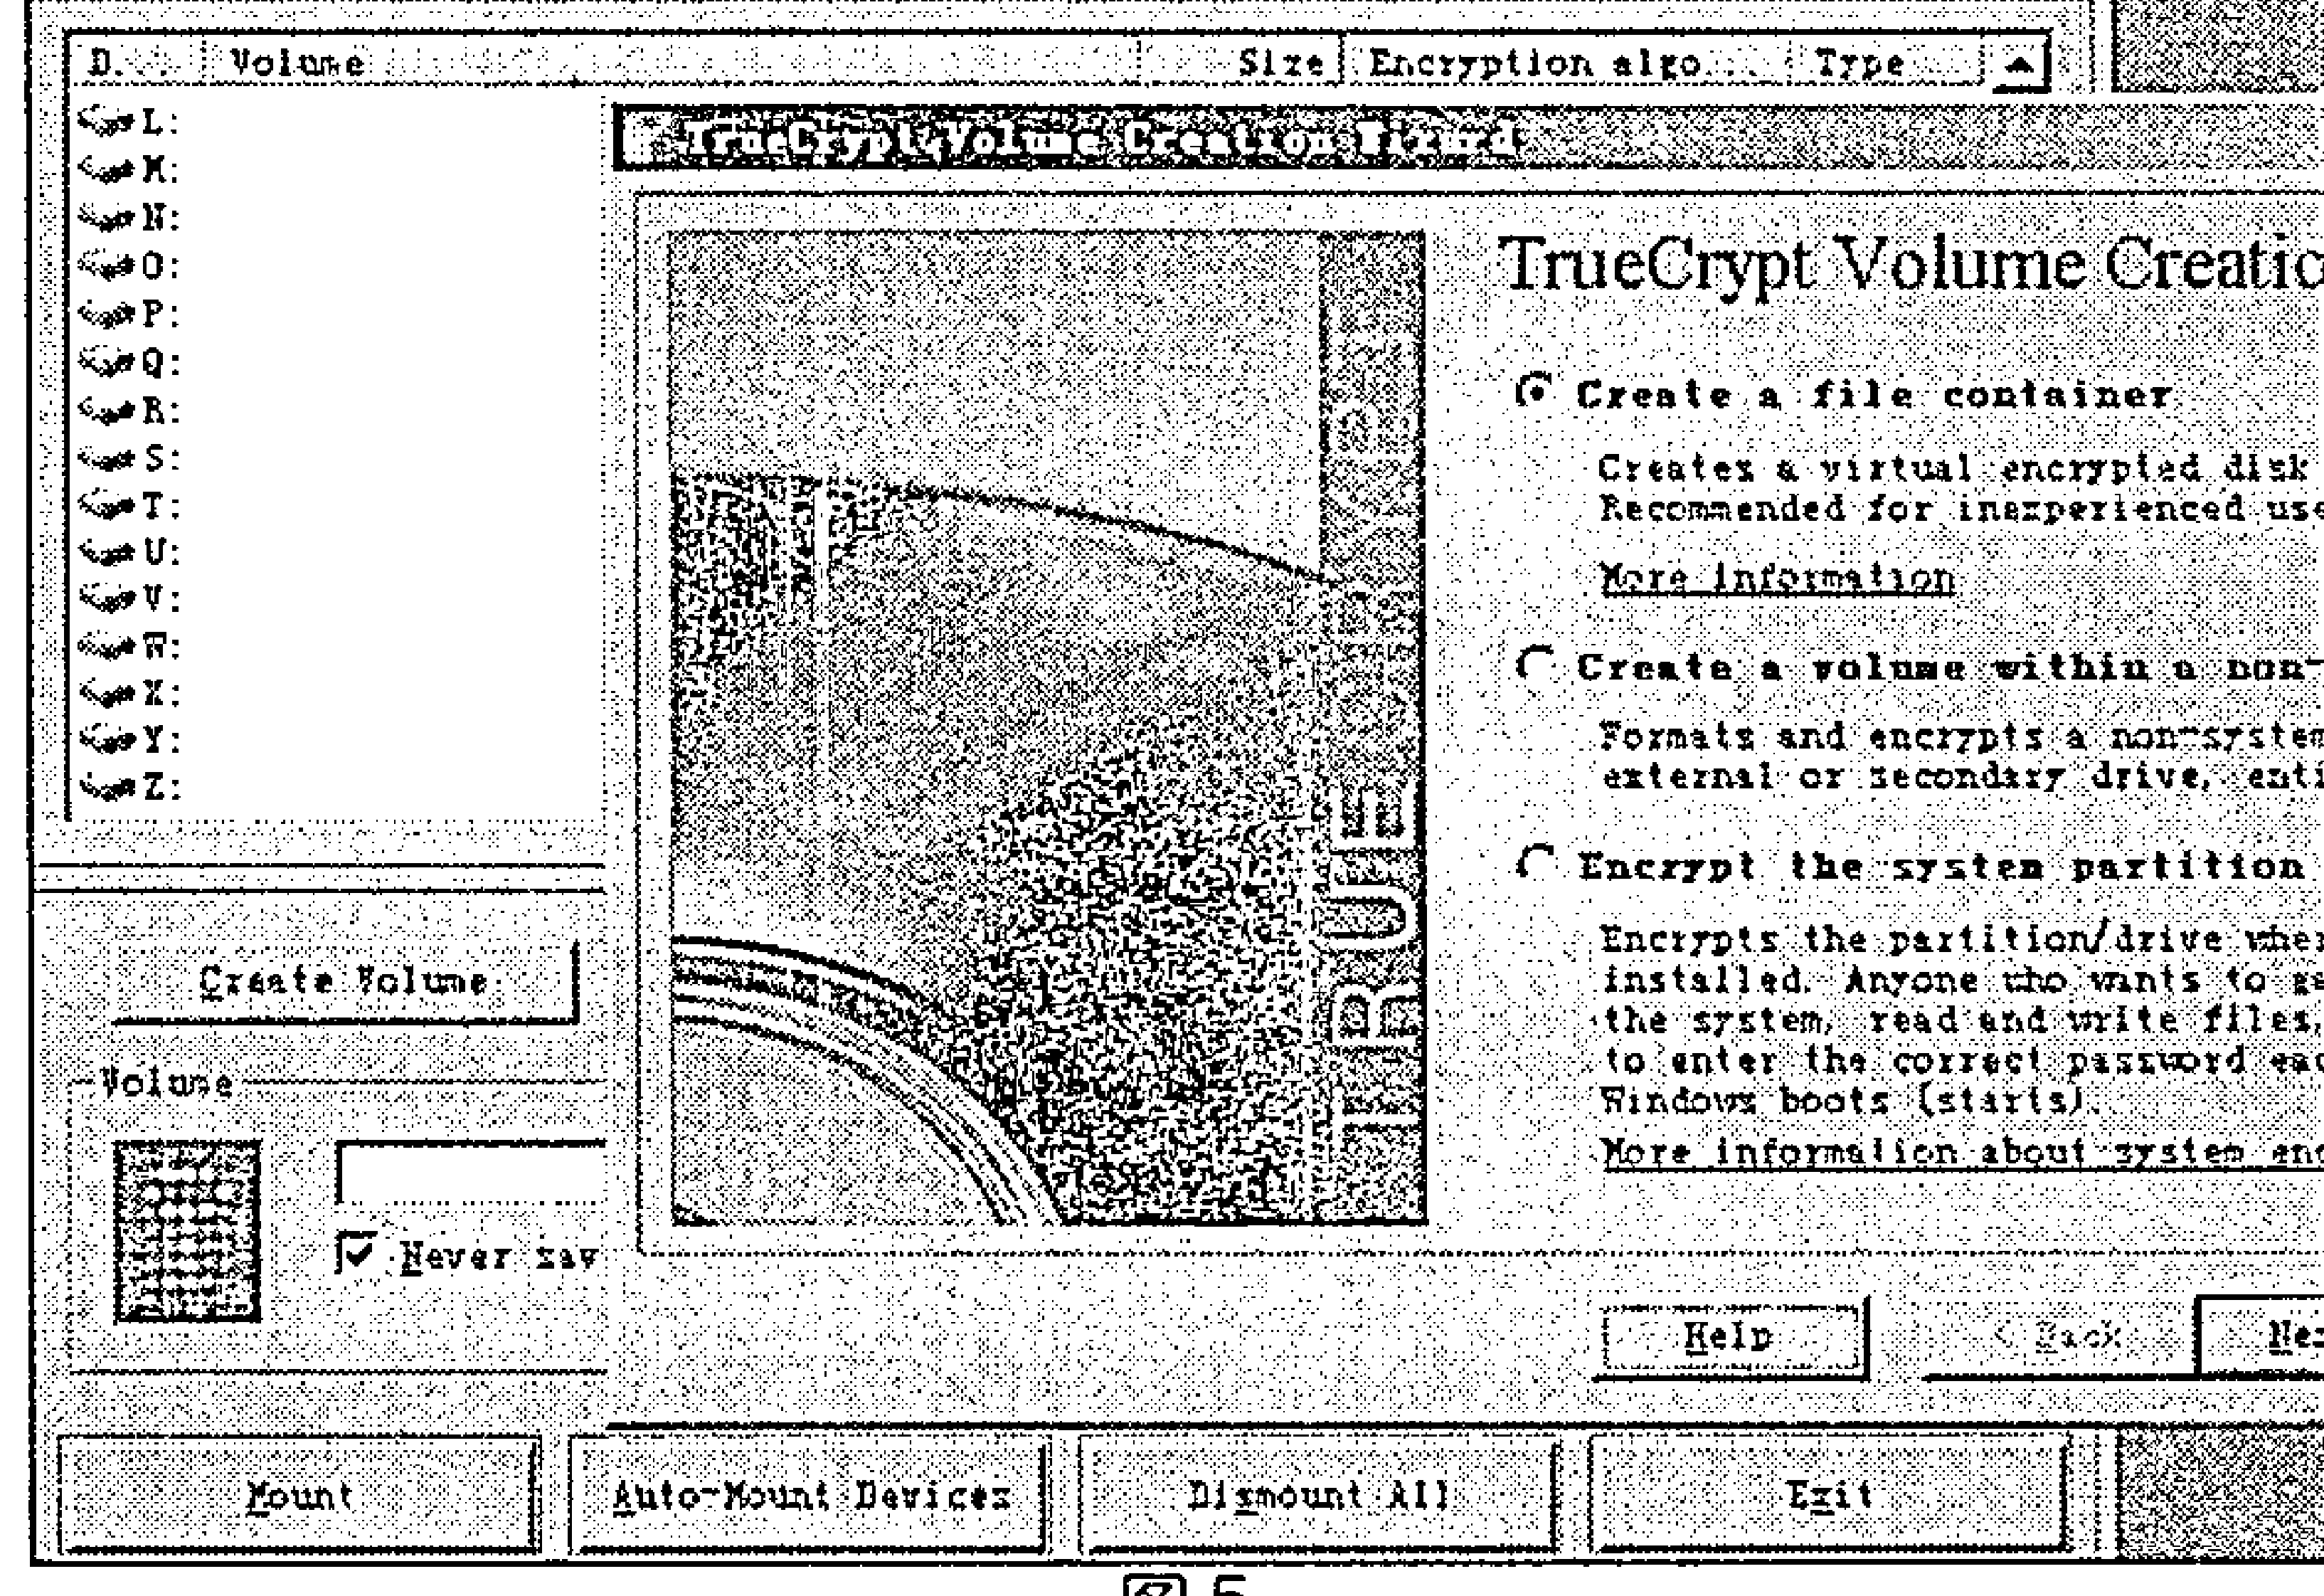 D... Volume Size Encryption algo... Type
L:
M:
N:
O:
P:
Q:
R:
S:
T:
U:
V:
W:
X:
Y:
Z:
Create Volume
Volume
Never sav
TrueCrypt Volume Creation Wizard
TRUE
TrueCrypt Volume Creatio
Create a file container
Creates a virtual encrypted disk
Recommended for inexperienced use
More information
Create a volume within a non-
Formats and encrypts a non-system
external or secondary drive, enti
Encrypt the system partition
Encrypts the partition/drive wher
installed. Anyone who wants to ga
the system, read and write files,
to enter the correct password eac
Windows boots (starts).
More information about system enc
Help < Back Nex
Mount Auto-Mount Devices Dismount All Exit
图 5